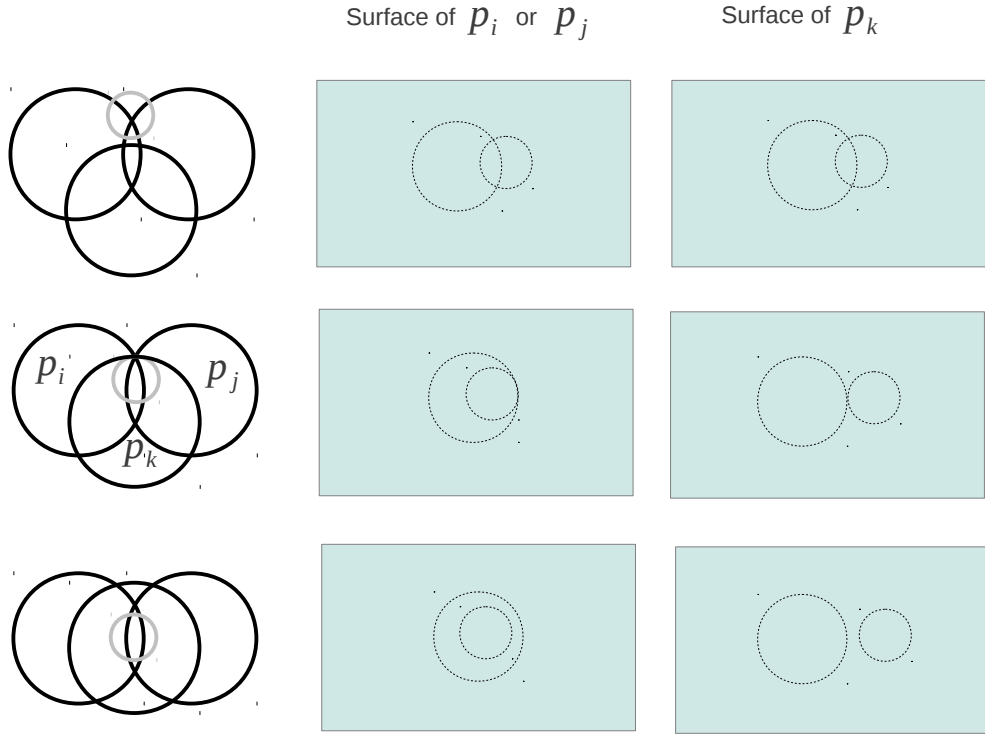 Surface of p_i or p_j
Surface of p_k
p_i
p_j
p_k